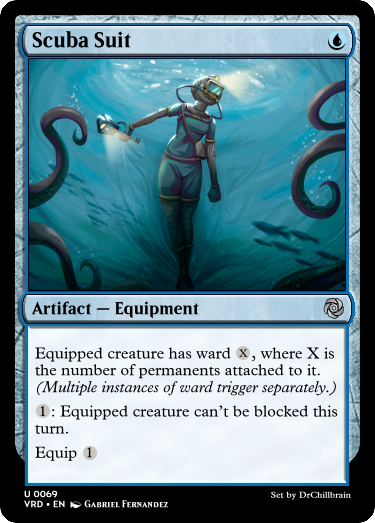 Scuba Suit
Artifact — Equipment
Equipped creature has ward X, where X is
the number of permanents attached to it.
(Multiple instances of ward trigger separately.)
1: Equipped creature can't be blocked this
turn.
Equip 1
U 0069
VRD • EN Gabriel Fernandez
Set by DrChillbrain